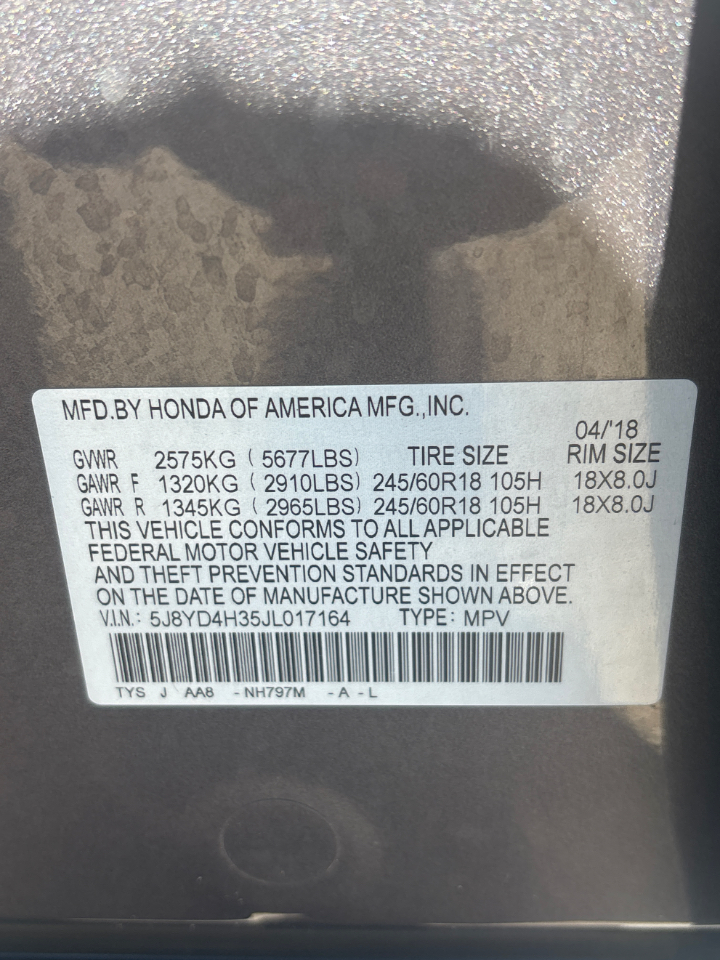 MFD.BY HONDA OF AMERICA MFG.,INC.
04/'18
GVWR 2575KG ( 5677LBS) TIRE SIZE RIM SIZE
GAWR F 1320KG ( 2910LBS) 245/60R18 105H 18X8.0J
GAWR R 1345KG ( 2965LBS) 245/60R18 105H 18X8.0J
THIS VEHICLE CONFORMS TO ALL APPLICABLE
FEDERAL MOTOR VEHICLE SAFETY
AND THEFT PREVENTION STANDARDS IN EFFECT
ON THE DATE OF MANUFACTURE SHOWN ABOVE.
V.I.N.: 5J8YD4H35JL017164 TYPE: MPV
TYS J AA8 -NH797M -A -L